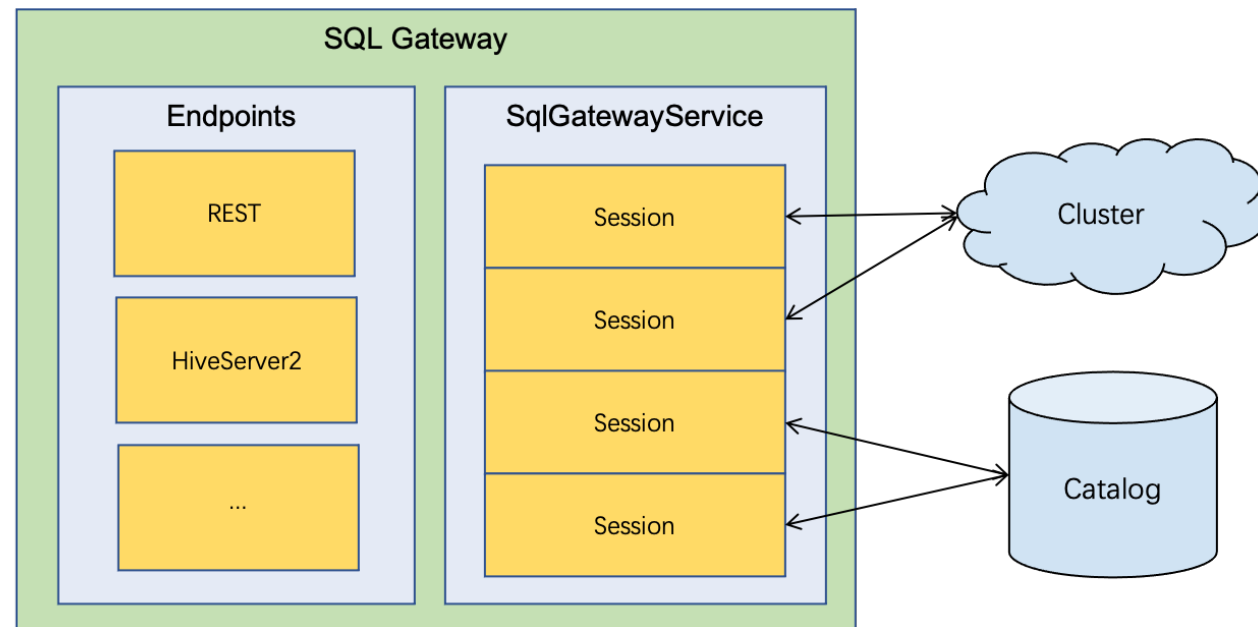 SQL Gateway
Endpoints
REST
HiveServer2
...
SqlGatewayService
Session
Session
Session
Session
Cluster
Catalog